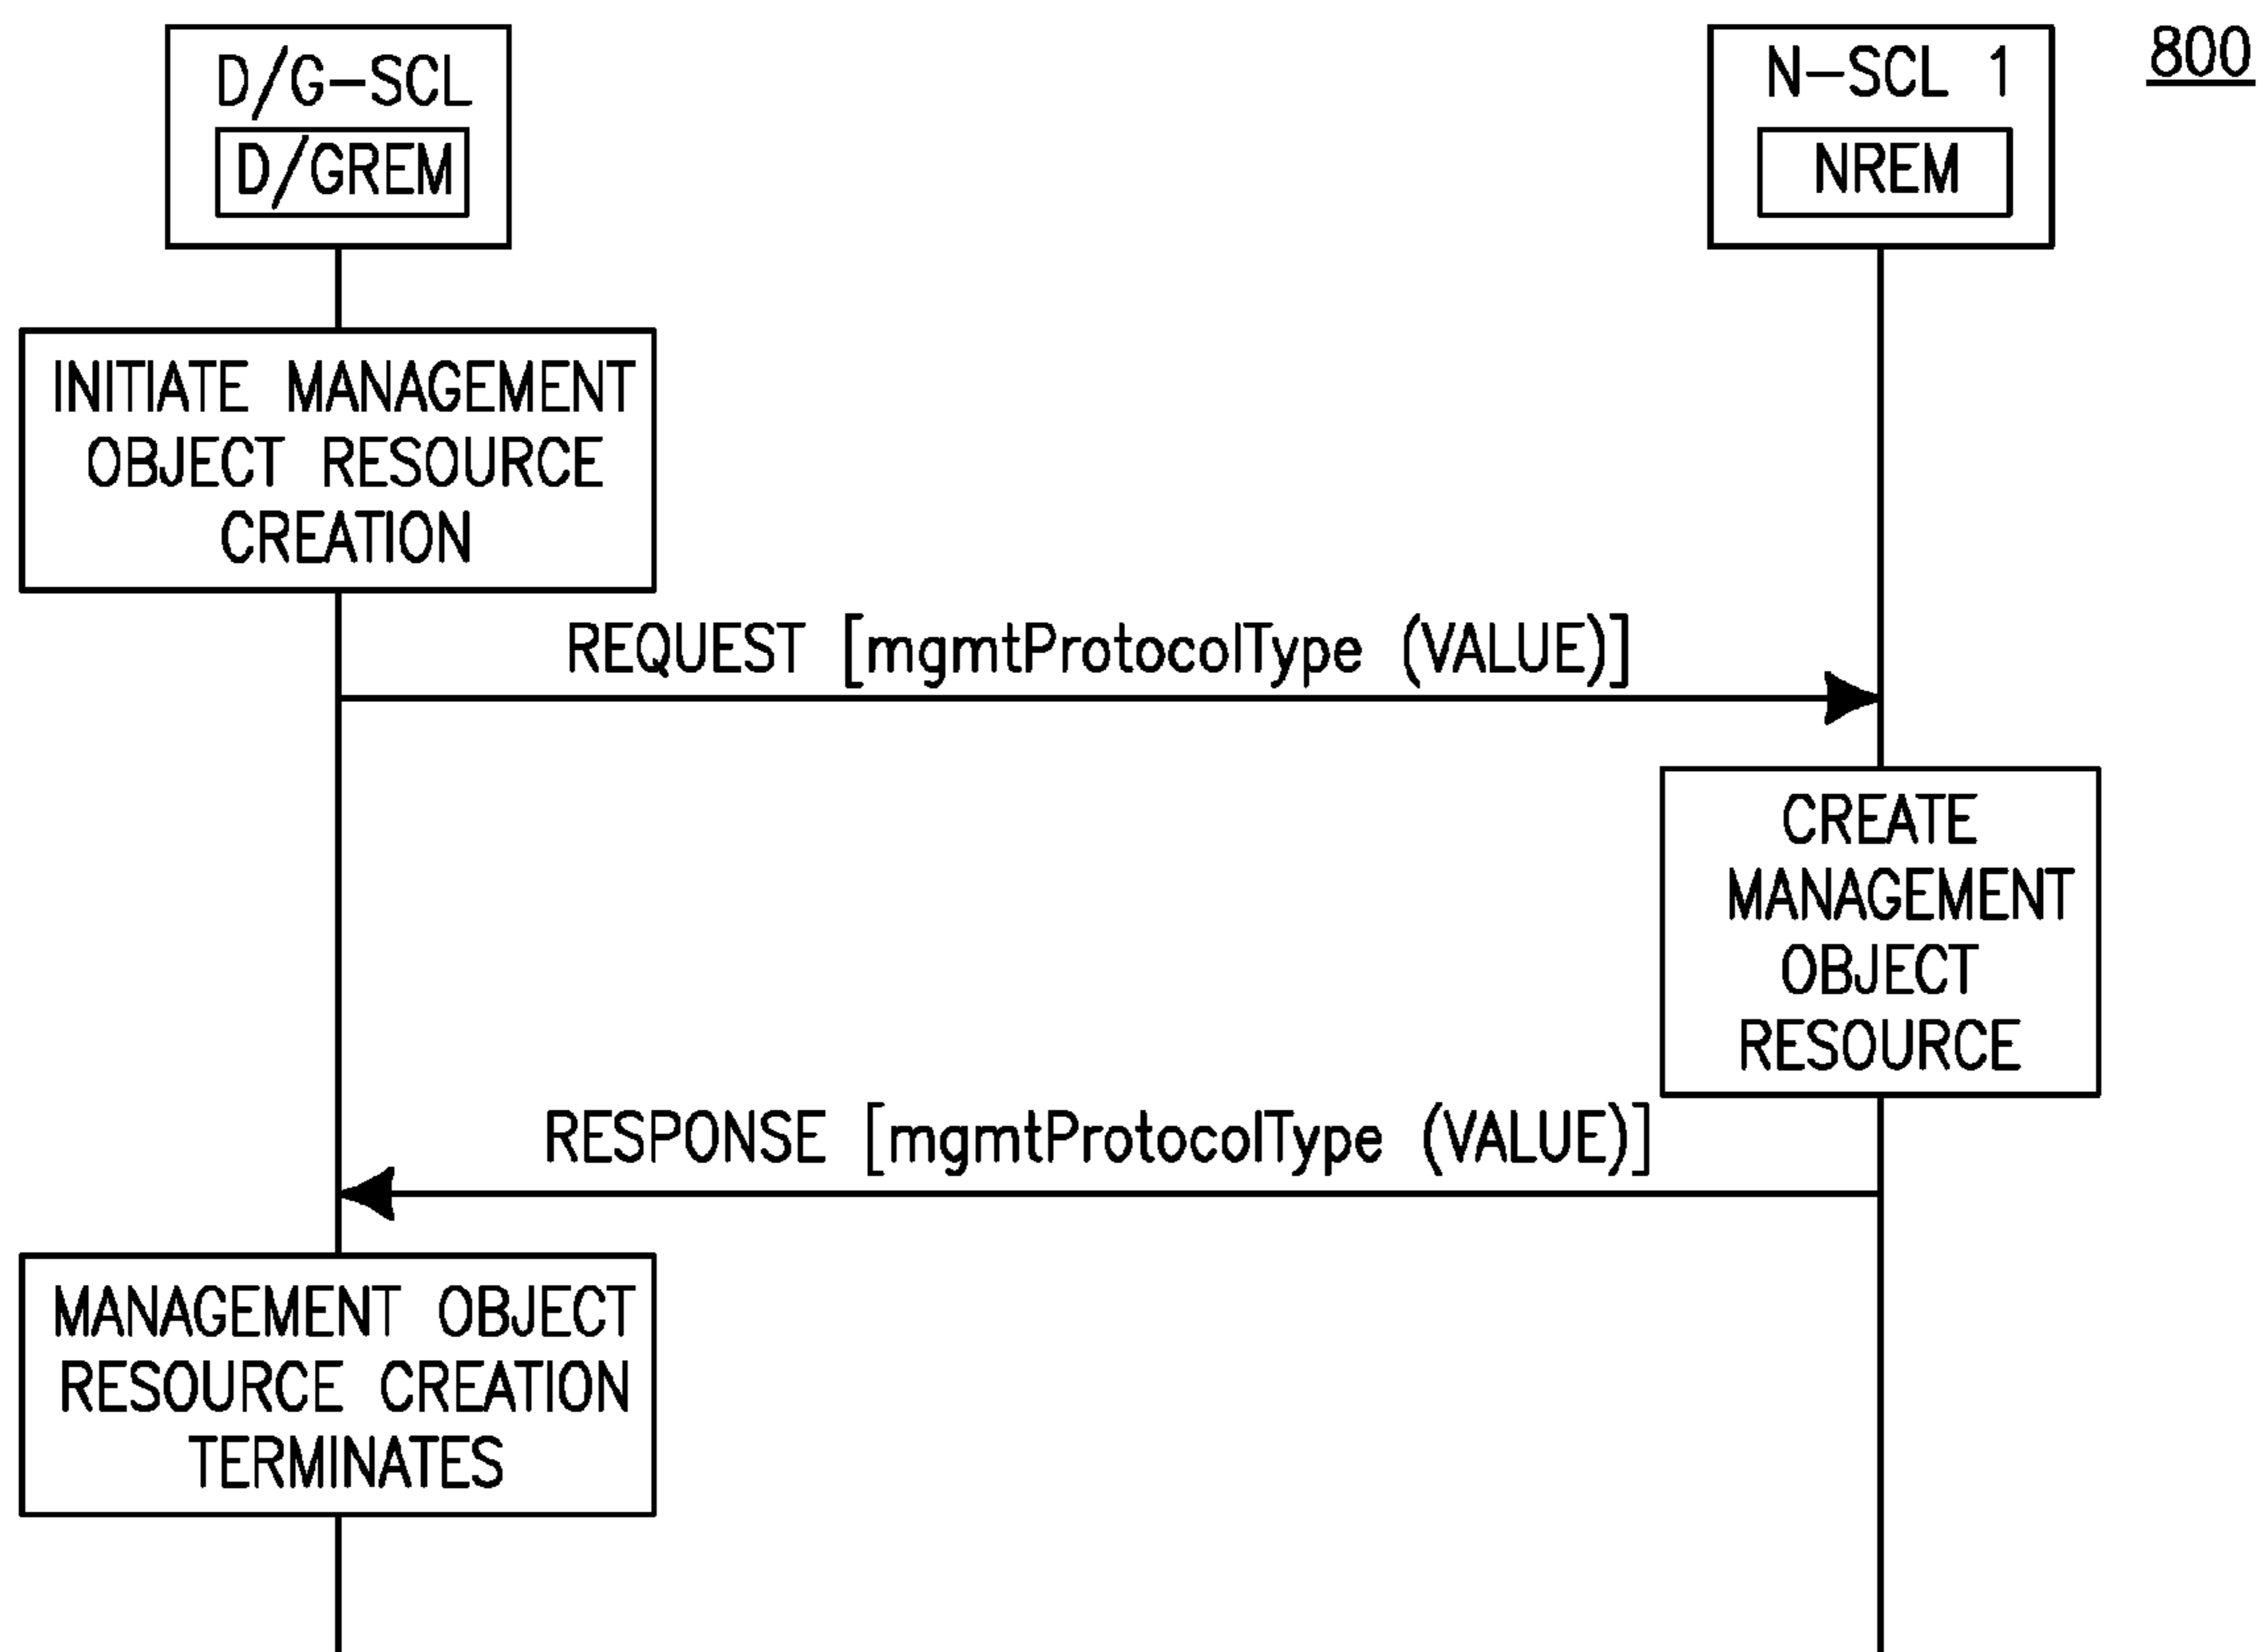 D/G-SCL
N-SCL 1
800
D/GREM
NREM
INITIATE MANAGEMENT
OBJECT RESOURCE
CREATION
REQUEST [mgmtProtocolType (VALUE)]
CREATE
MANAGEMENT
OBJECT
RESOURCE
RESPONSE [mgmtProtocolType (VALUE)]
MANAGEMENT OBJECT
RESOURCE CREATION
TERMINATES